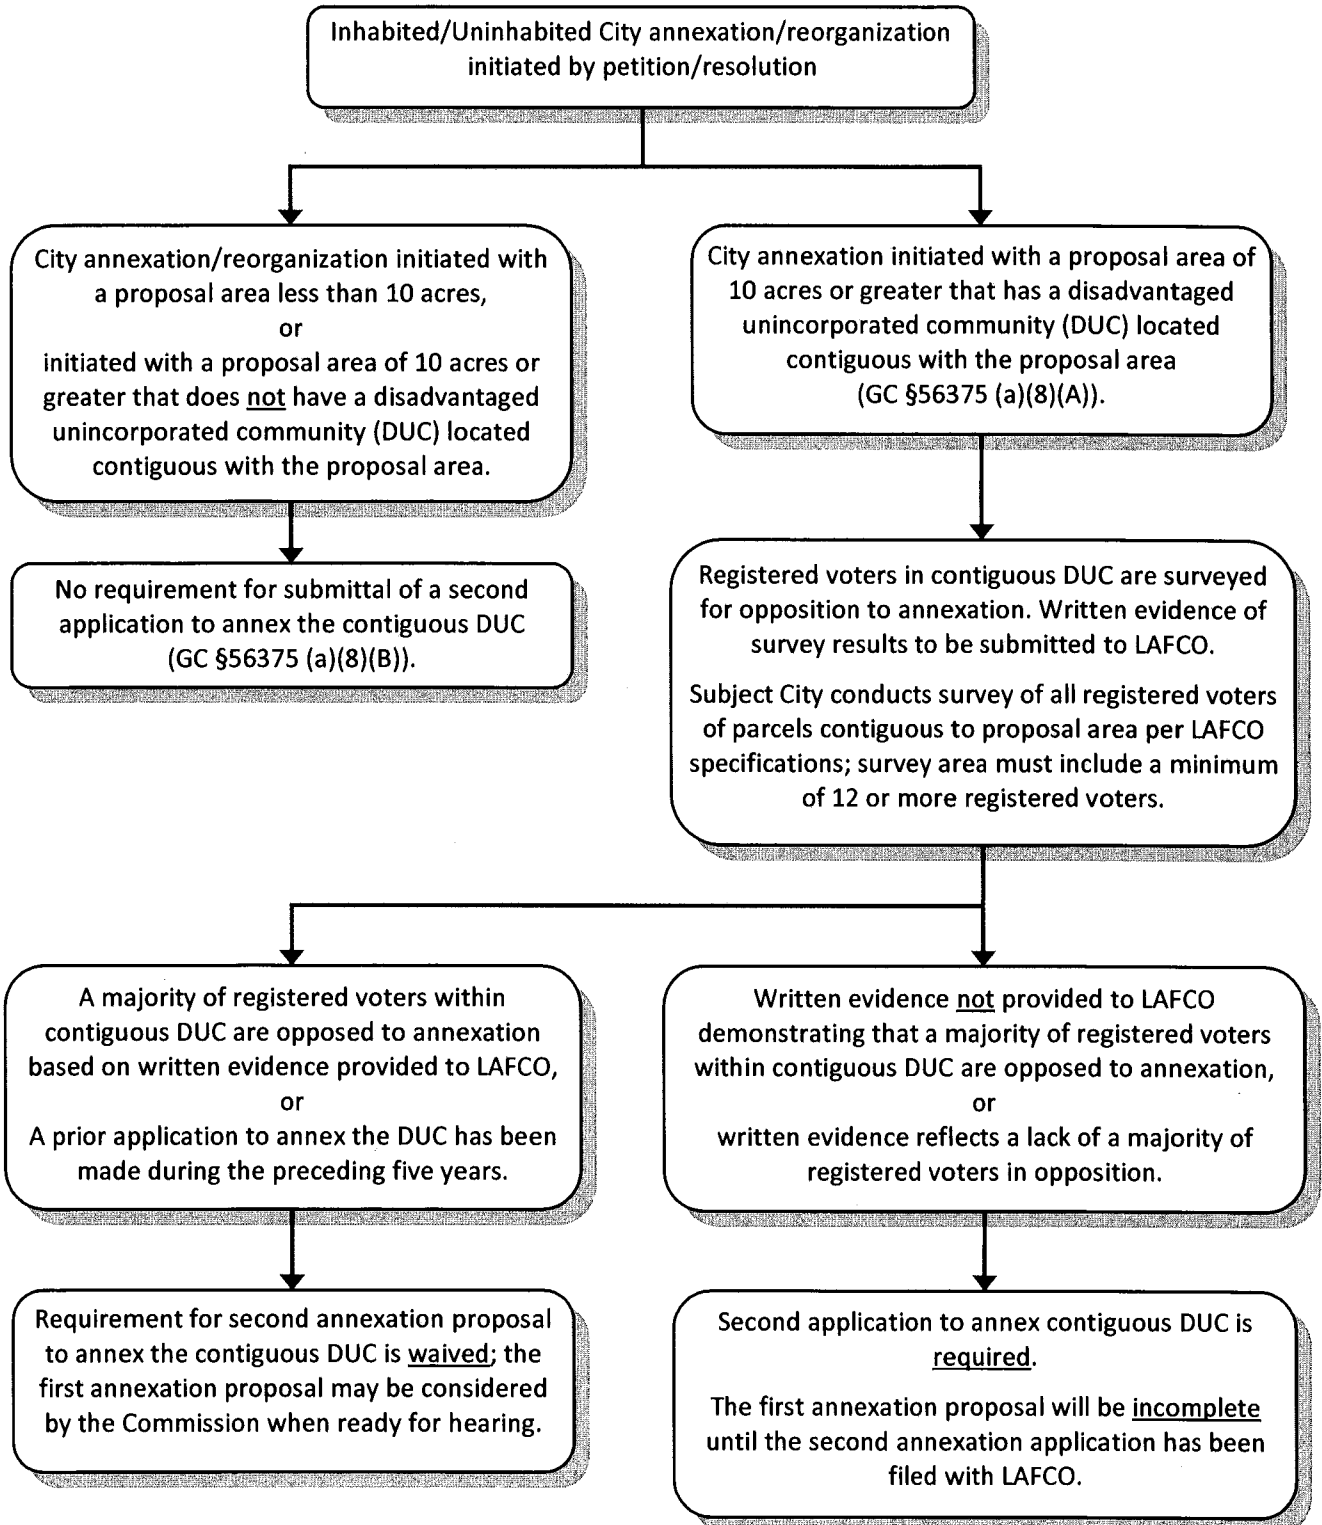 Inhabited/Uninhabited City annexation/reorganization
initiated by petition/resolution
City annexation/reorganization initiated with
a proposal area less than 10 acres,
or
initiated with a proposal area of 10 acres or
greater that does not have a disadvantaged
unincorporated community (DUC) located
contiguous with the proposal area.
City annexation initiated with a proposal area of
10 acres or greater that has a disadvantaged
unincorporated community (DUC) located
contiguous with the proposal area
(GC §56375 (a)(8)(A)).
No requirement for submittal of a second
application to annex the contiguous DUC
(GC §56375 (a)(8)(B)).
Registered voters in contiguous DUC are surveyed
for opposition to annexation. Written evidence of
survey results to be submitted to LAFCO.
Subject City conducts survey of all registered voters
of parcels contiguous to proposal area per LAFCO
specifications; survey area must include a minimum
of 12 or more registered voters.
A majority of registered voters within
contiguous DUC are opposed to annexation
based on written evidence provided to LAFCO,
or
A prior application to annex the DUC has been
made during the preceding five years.
Written evidence not provided to LAFCO
demonstrating that a majority of registered voters
within contiguous DUC are opposed to annexation,
or
written evidence reflects a lack of a majority of
registered voters in opposition.
Requirement for second annexation proposal
to annex the contiguous DUC is waived; the
first annexation proposal may be considered
by the Commission when ready for hearing.
Second application to annex contiguous DUC is
required.
The first annexation proposal will be incomplete
until the second annexation application has been
filed with LAFCO.